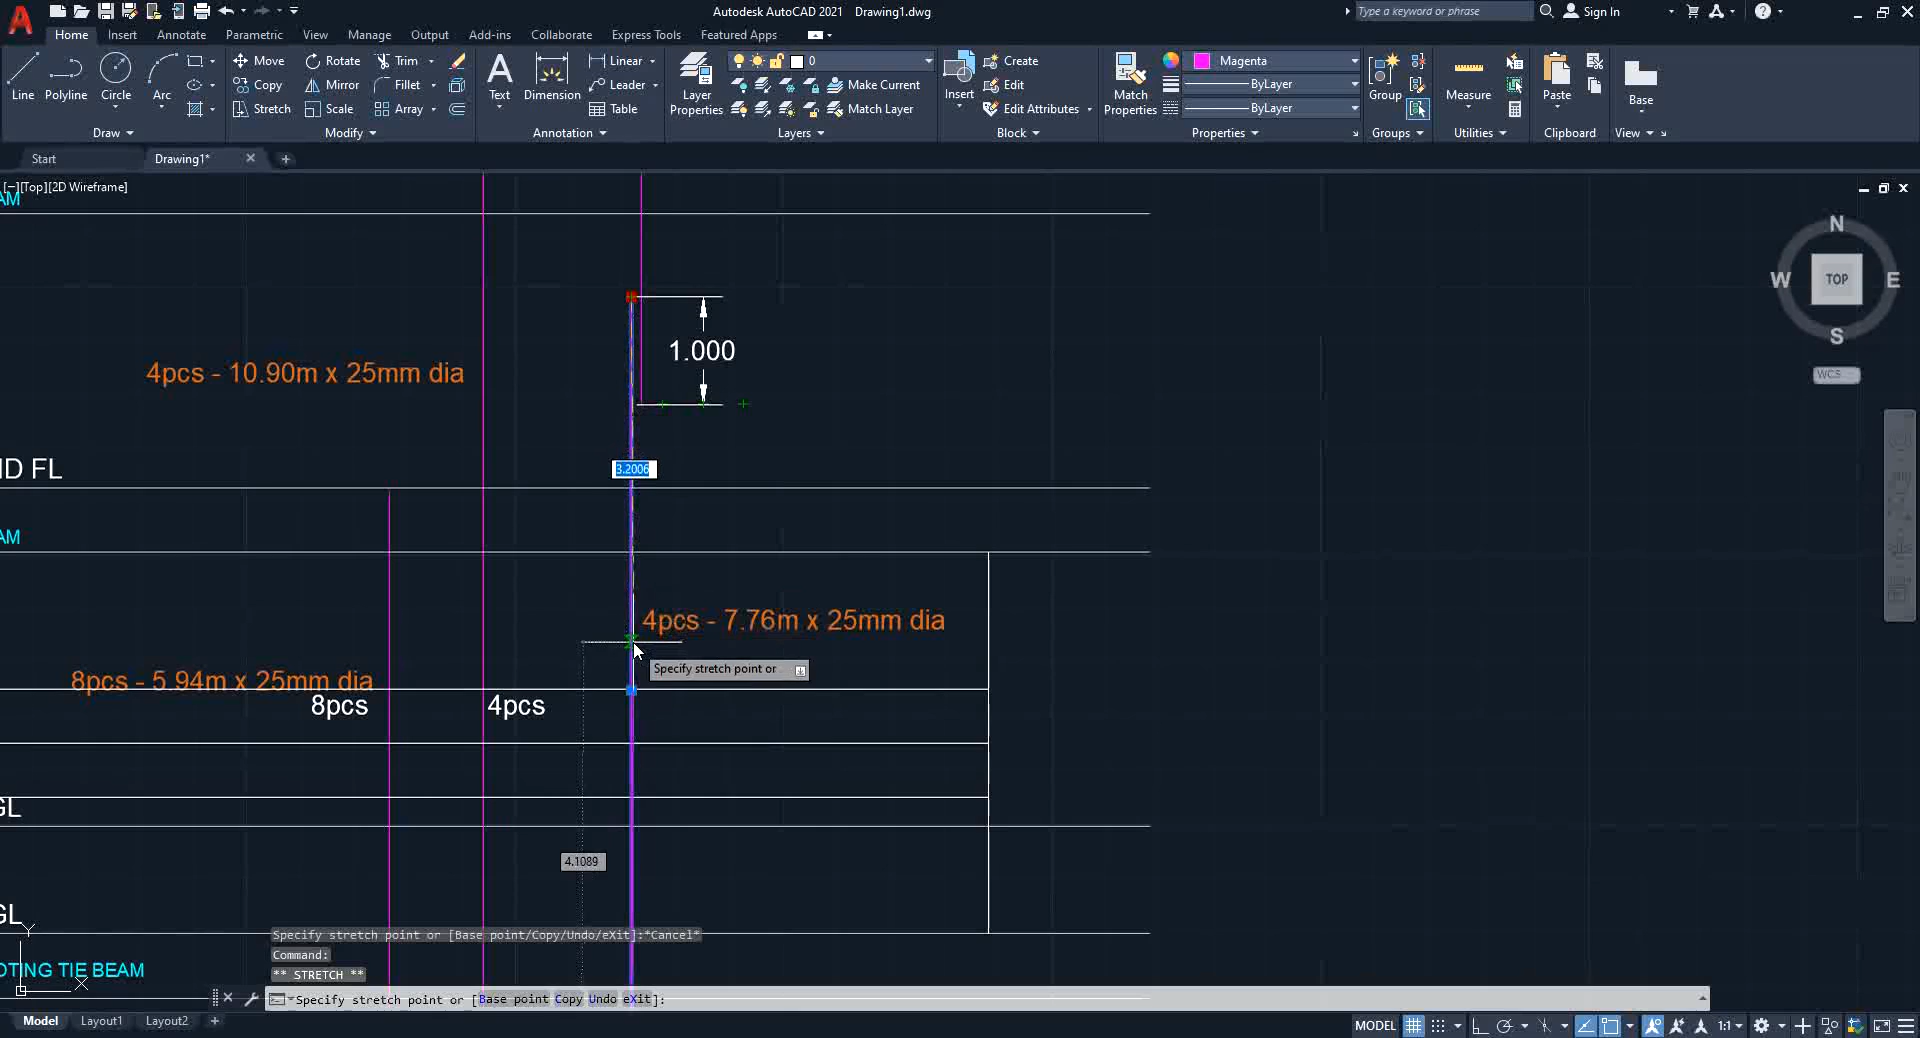 Autodesk AutoCAD 2021 Drawing1.dwg
Type a keyword or phrase
Sign In
Home Insert Annotate Parametric View Manage Output Add-ins Collaborate Express Tools Featured Apps
Line
Polyline
Circle
Arc
Draw
Move Rotate Trim
Copy Mirror Fillet
Stretch Scale Array
Modify
Text
Dimension
Linear
Leader
Table
Annotation
Layer
Properties
0
Make Current
Match Layer
Layers
Insert
Create
Edit
Edit Attributes
Block
Match
Properties
Magenta
ByLayer
ByLayer
Properties
Group
Groups
Measure
Utilities
Paste
Clipboard
Base
View
Start
Drawing1*
[−][Top][2D Wireframe]
AM
N
W TOP E
S
WCS
1.000
4pcs - 10.90m x 25mm dia
ND FL
3.2006
AM
4pcs - 7.76m x 25mm dia
Specify stretch point or
8pcs - 5.94m x 25mm dia
8pcs
4pcs
GL
4.1089
GL
Y
X
OTING TIE BEAM
Specify stretch point or [Base point/Copy/Undo/eXit]:*Cancel*
Command:
** STRETCH **
Specify stretch point or [Base point Copy Undo eXit]:
Model Layout1 Layout2
MODEL
1:1